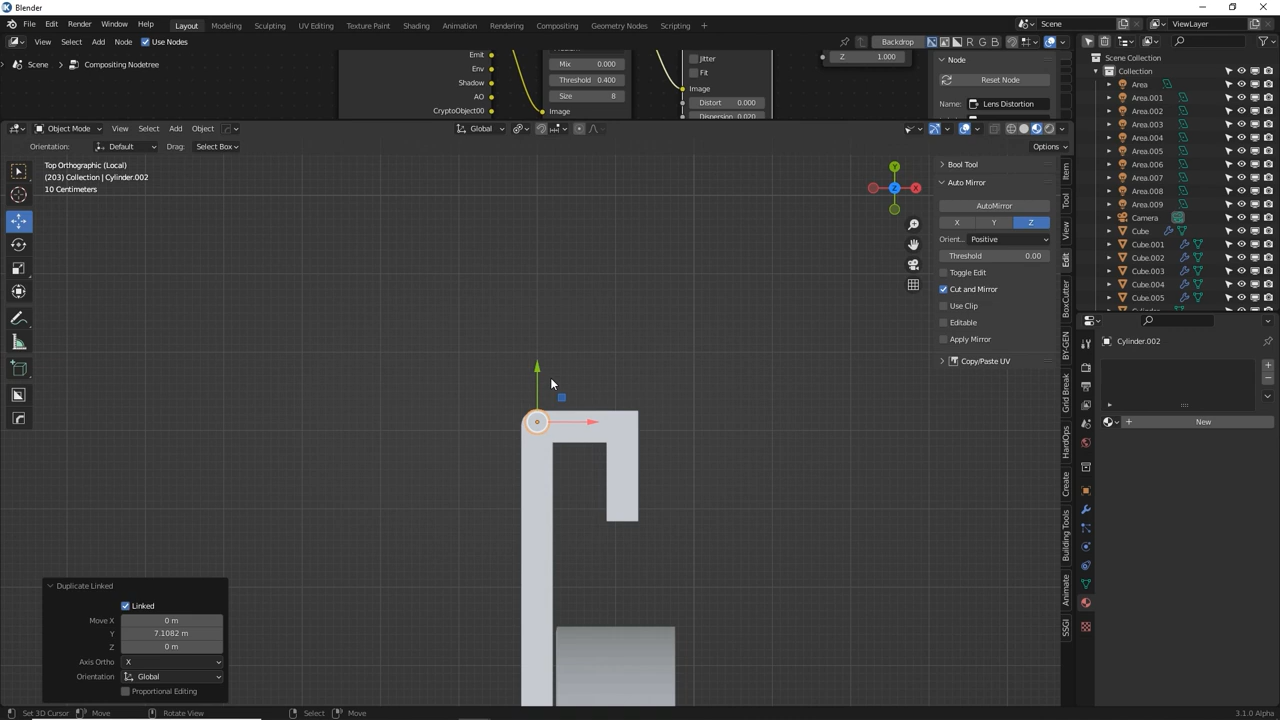 Blender
File Edit Render Window Help Layout Modeling Sculpting UV Editing Texture Paint Shading Animation Rendering Compositing Geometry Nodes Scripting + Scene ViewLayer
View Select Add Node Use Nodes Backdrop R G B
Scene > Compositing Nodetree
Emit
Env
Shadow
AO
CryptoObject00
Mix 0.000
Threshold 0.400
Size 8
Image
Jitter
Fit
Image
Distort 0.000
Dispersion 0.020
Z 1.000
Node
Reset Node
Name: Lens Distortion
Object Mode View Select Add Object Global
Orientation: Default Drag: Select Box Options
Top Orthographic (Local)
(203) Collection | Cylinder.002
10 Centimeters
Y
X
Z
Bool Tool
Auto Mirror
AutoMirror
X Y Z
Orient... Positive
Threshold 0.00
Toggle Edit
Cut and Mirror
Use Clip
Editable
Apply Mirror
Copy/Paste UV
Item
Tool
View
Edit
BoxCutter
BY-GEN
Grid Break
HardOps
Create
Building Tools
Animate
SSGI
Scene Collection
Collection
Area
Area.001
Area.002
Area.003
Area.004
Area.005
Area.006
Area.007
Area.008
Area.009
Camera
Cube
Cube.001
Cube.002
Cube.003
Cube.004
Cube.005
Cylinder.002
+ New
Duplicate Linked
Linked
Move X 0 m
Y 7.1082 m
Z 0 m
Axis Ortho X
Orientation Global
Proportional Editing
Set 3D Cursor Move Rotate View Select Move 3.1.0 Alpha